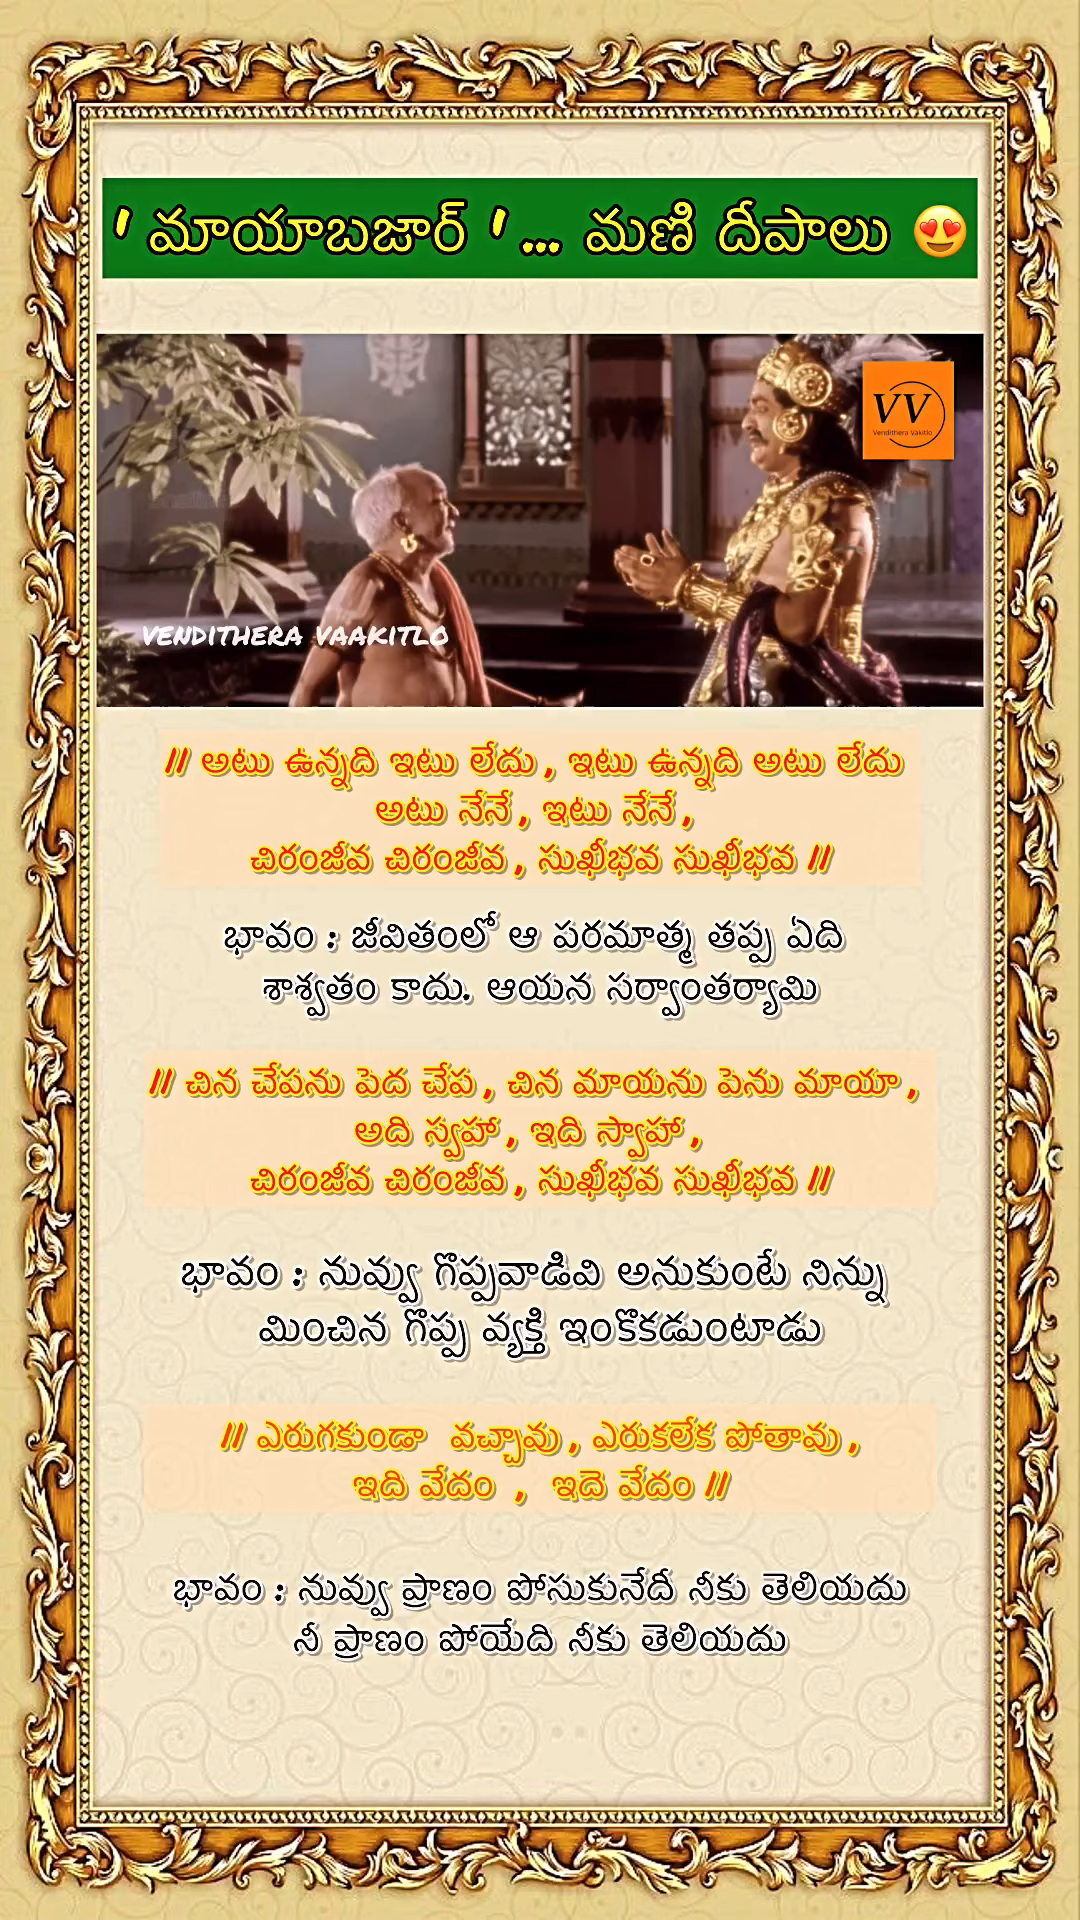 ' మాయాబజార్ '... మణి దీపాలు 😍
VV
Vendithera Vakitlo
VENDITHERA VAAKITLO
// అటు ఉన్నది ఇటు లేదు, ఇటు ఉన్నది అటు లేదు
అటు నేనే, ఇటు నేనే,
చిరంజీవ చిరంజీవ, సుఖీభవ సుఖీభవ //
భావం : జీవితంలో ఆ పరమాత్మ తప్ప ఏది
శాశ్వతం కాదు. ఆయన సర్వాంతర్యామి
// చిన చేపను పెద చేప, చిన మాయను పెను మాయా,
అది స్వహా, ఇది స్వాహా,
చిరంజీవ చిరంజీవ, సుఖీభవ సుఖీభవ //
భావం : నువ్వు గొప్పవాడివి అనుకుంటే నిన్ను
మించిన గొప్ప వ్యక్తి ఇంకొకడుంటాడు
// ఎరుగకుండా వచ్చావు, ఎరుకలేక పోతావు,
ఇది వేదం , ఇదె వేదం //
భావం : నువ్వు ప్రాణం పోసుకునేదీ నీకు తెలియదు
నీ ప్రాణం పోయేది నీకు తెలియదు